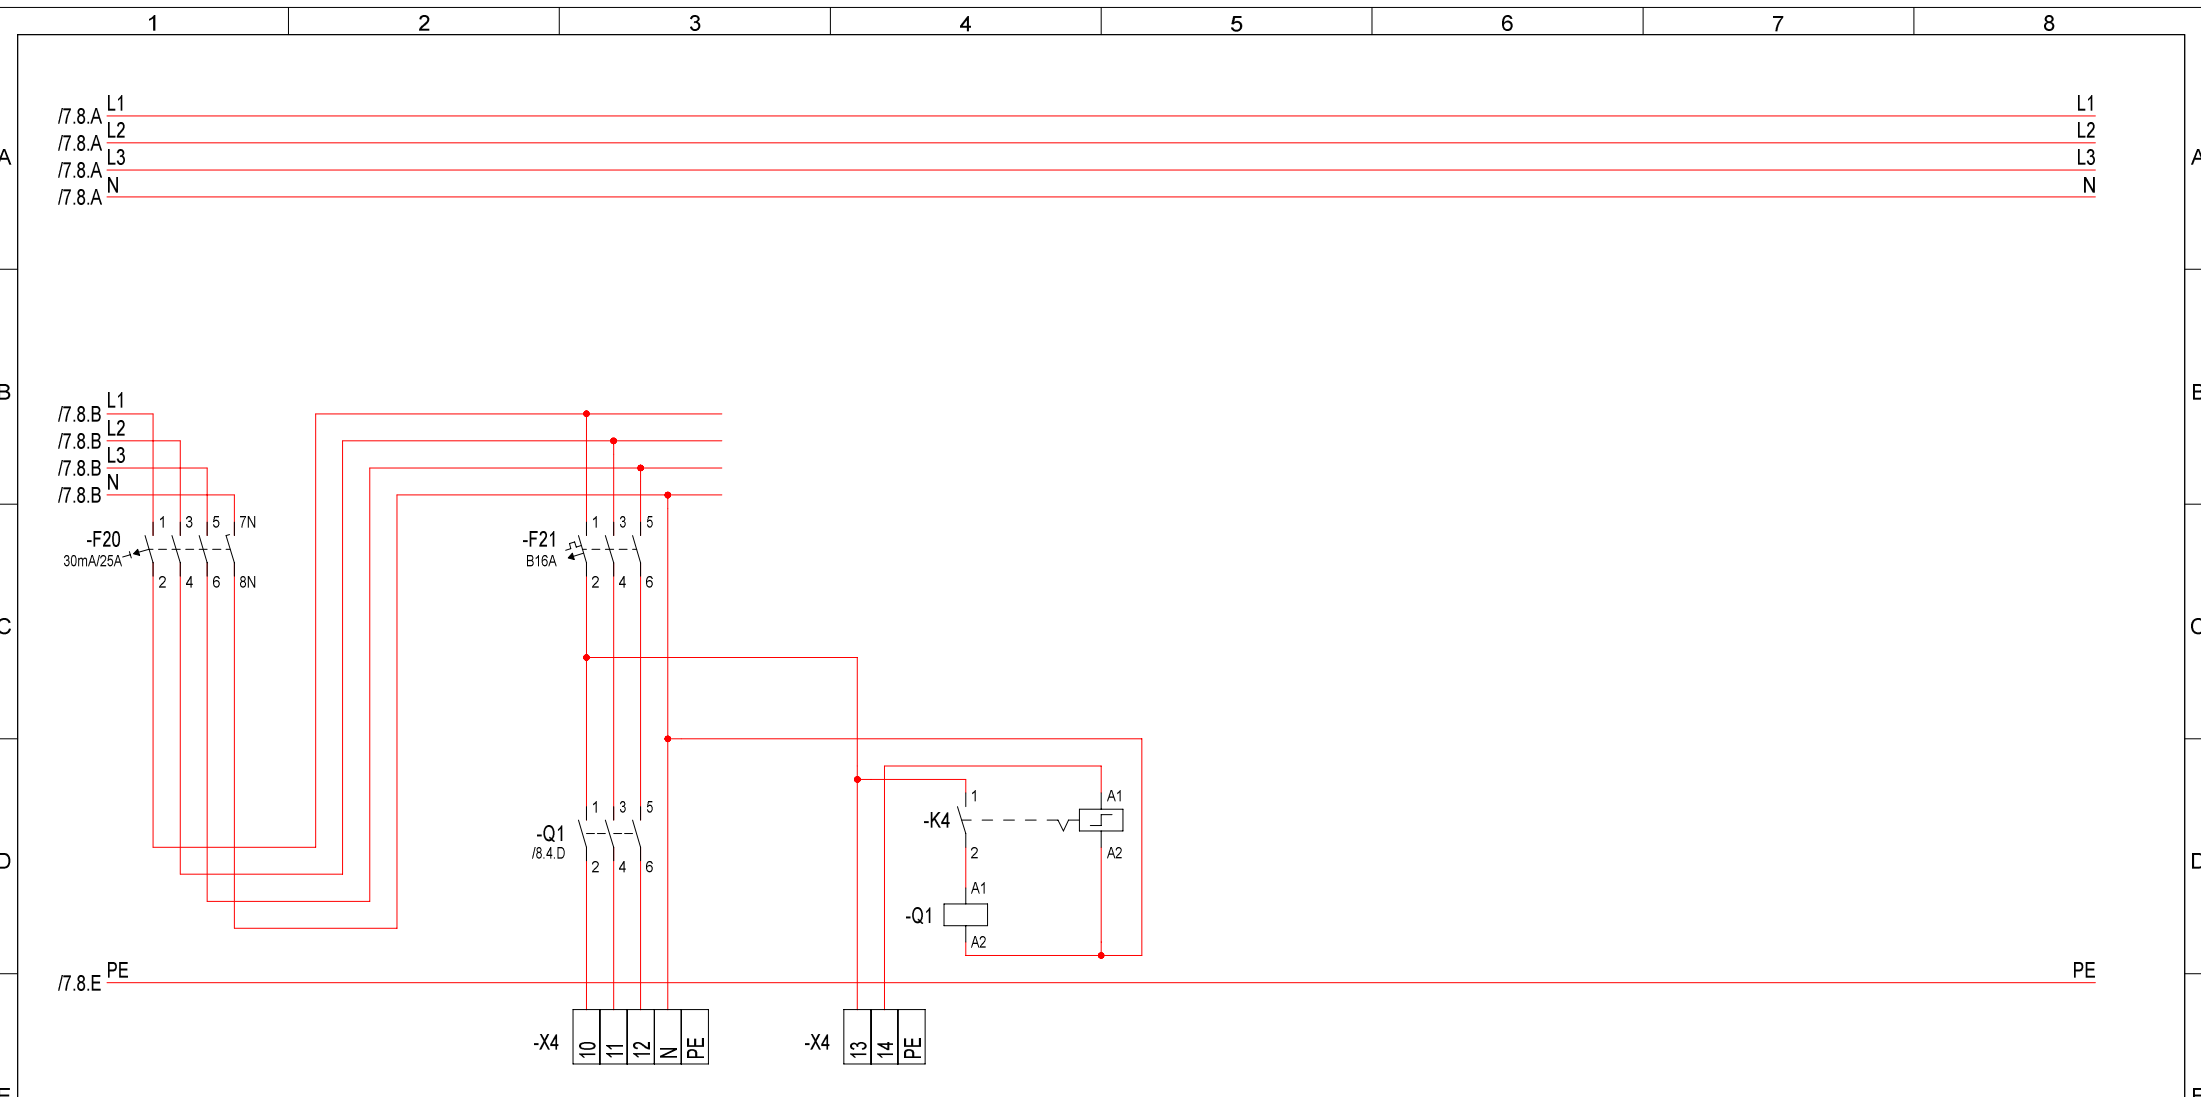 1 2 3 4 5 6 7 8
L1 L1
/7.8.A
L2 L2
/7.8.A
A L3 L3 A
/7.8.A
N N
/7.8.A
B B
L1
/7.8.B
L2
/7.8.B
L3
/7.8.B
N
/7.8.B
1 3 5 7N
-F20
30mA/25A
2 4 6 8N
1 3 5
-F21
B16A
2 4 6
C C
1 3 5
-Q1
/8.4.D
2 4 6
1
-K4
2
A1
A2
A1
-Q1
A2
D D
PE PE
/7.8.E
-X4 10 11 12 N PE
-X4 13 14 PE